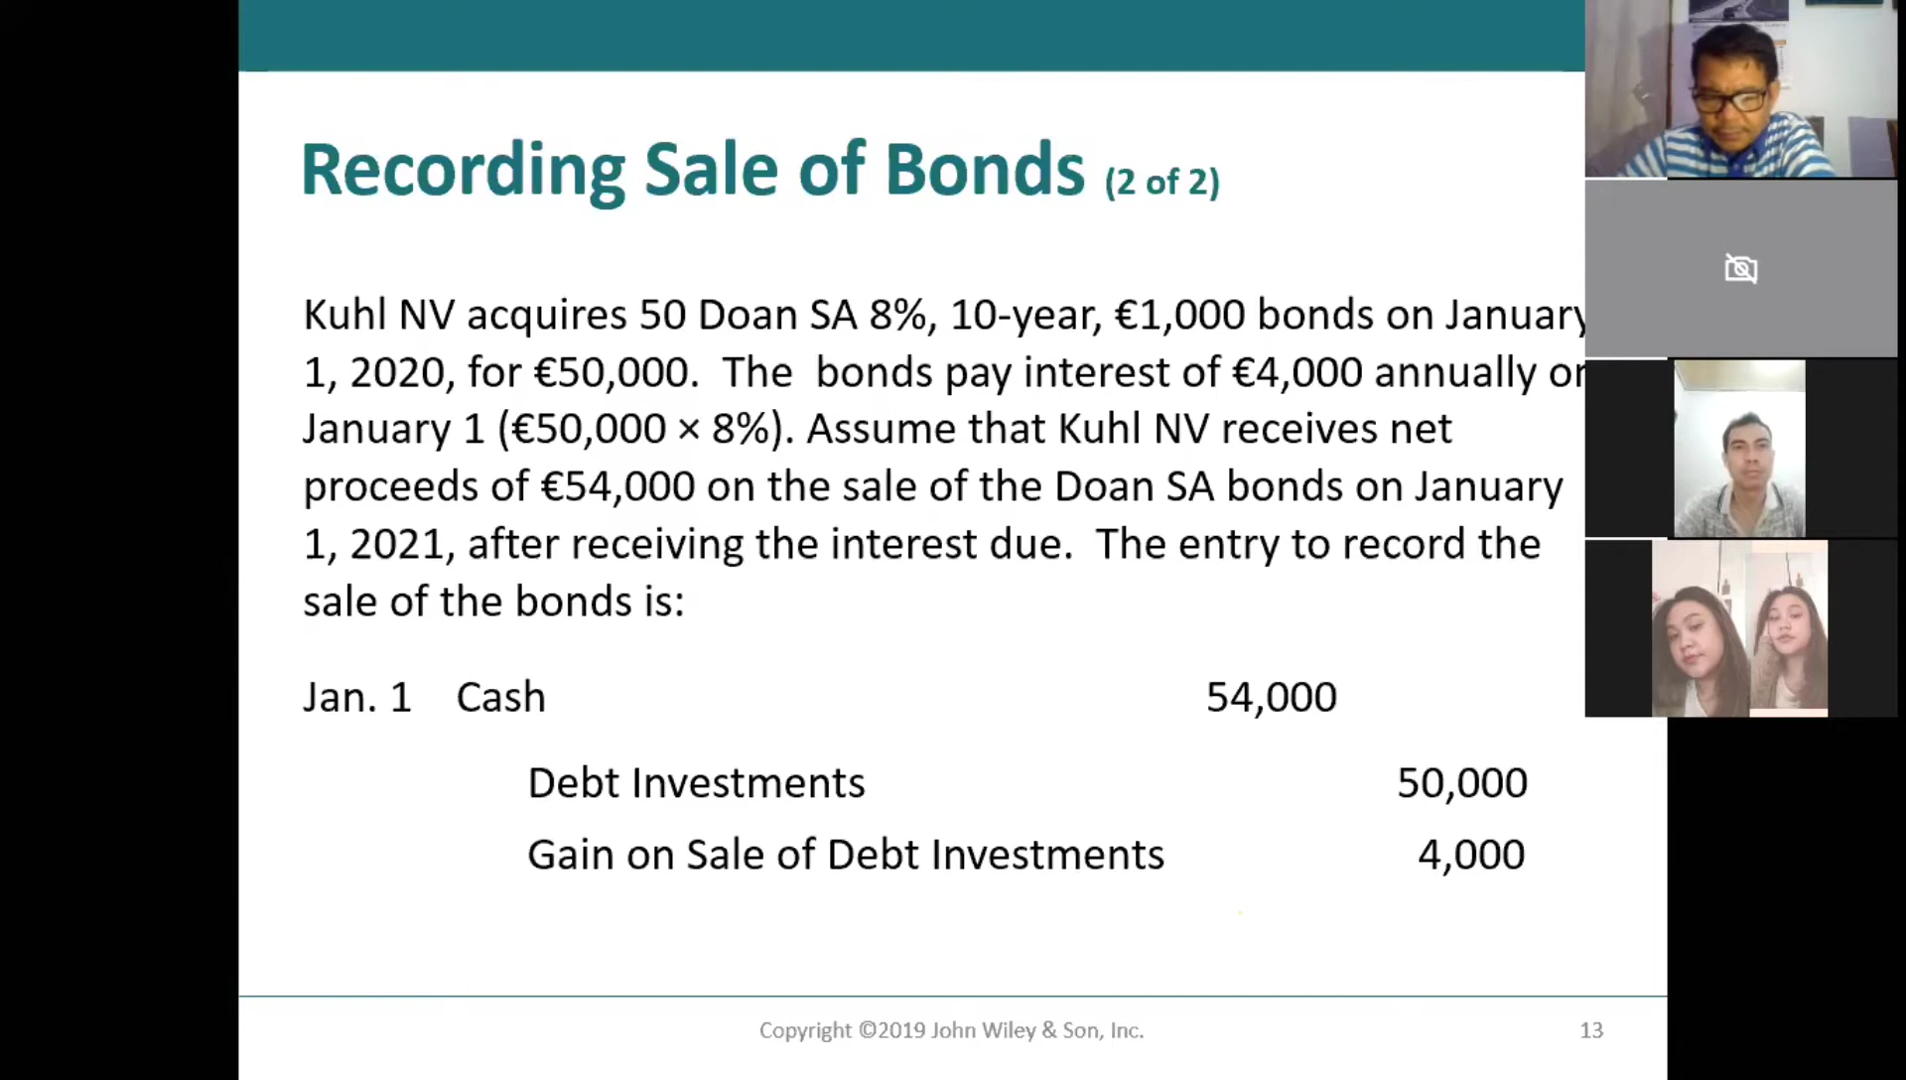 Recording Sale of Bonds (2 of 2)
Kuhl NV acquires 50 Doan SA 8%, 10-year, €1,000 bonds on January
1, 2020, for €50,000. The bonds pay interest of €4,000 annually on
January 1 (€50,000 × 8%). Assume that Kuhl NV receives net
proceeds of €54,000 on the sale of the Doan SA bonds on January
1, 2021, after receiving the interest due. The entry to record the
sale of the bonds is:
Jan. 1 Cash 54,000
Debt Investments 50,000
Gain on Sale of Debt Investments 4,000
Copyright ©2019 John Wiley & Son, Inc. 13